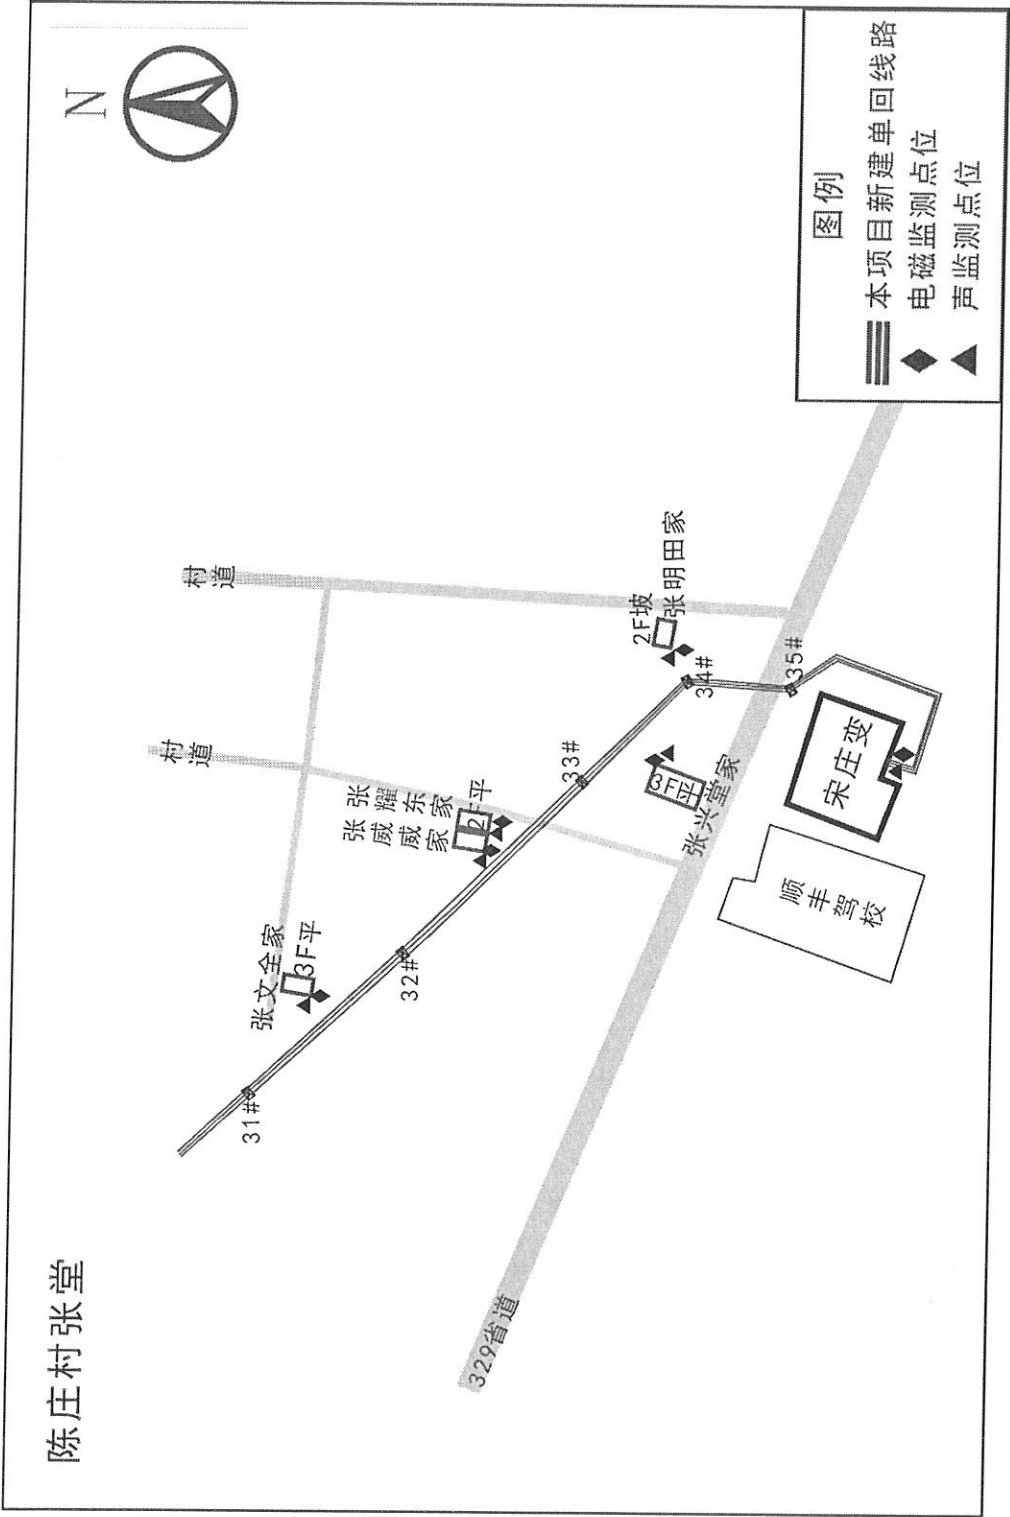 陈庄村张堂
N
村道
村道
张文全家
3F平
张威威家
张耀东家
2F平
2F坡
张明田家
31#
32#
33#
34#
35#
3F平
张兴堂家
329省道
顺丰驾校
宋庄变
图例
本项目新建单回线路
电磁监测点位
声监测点位